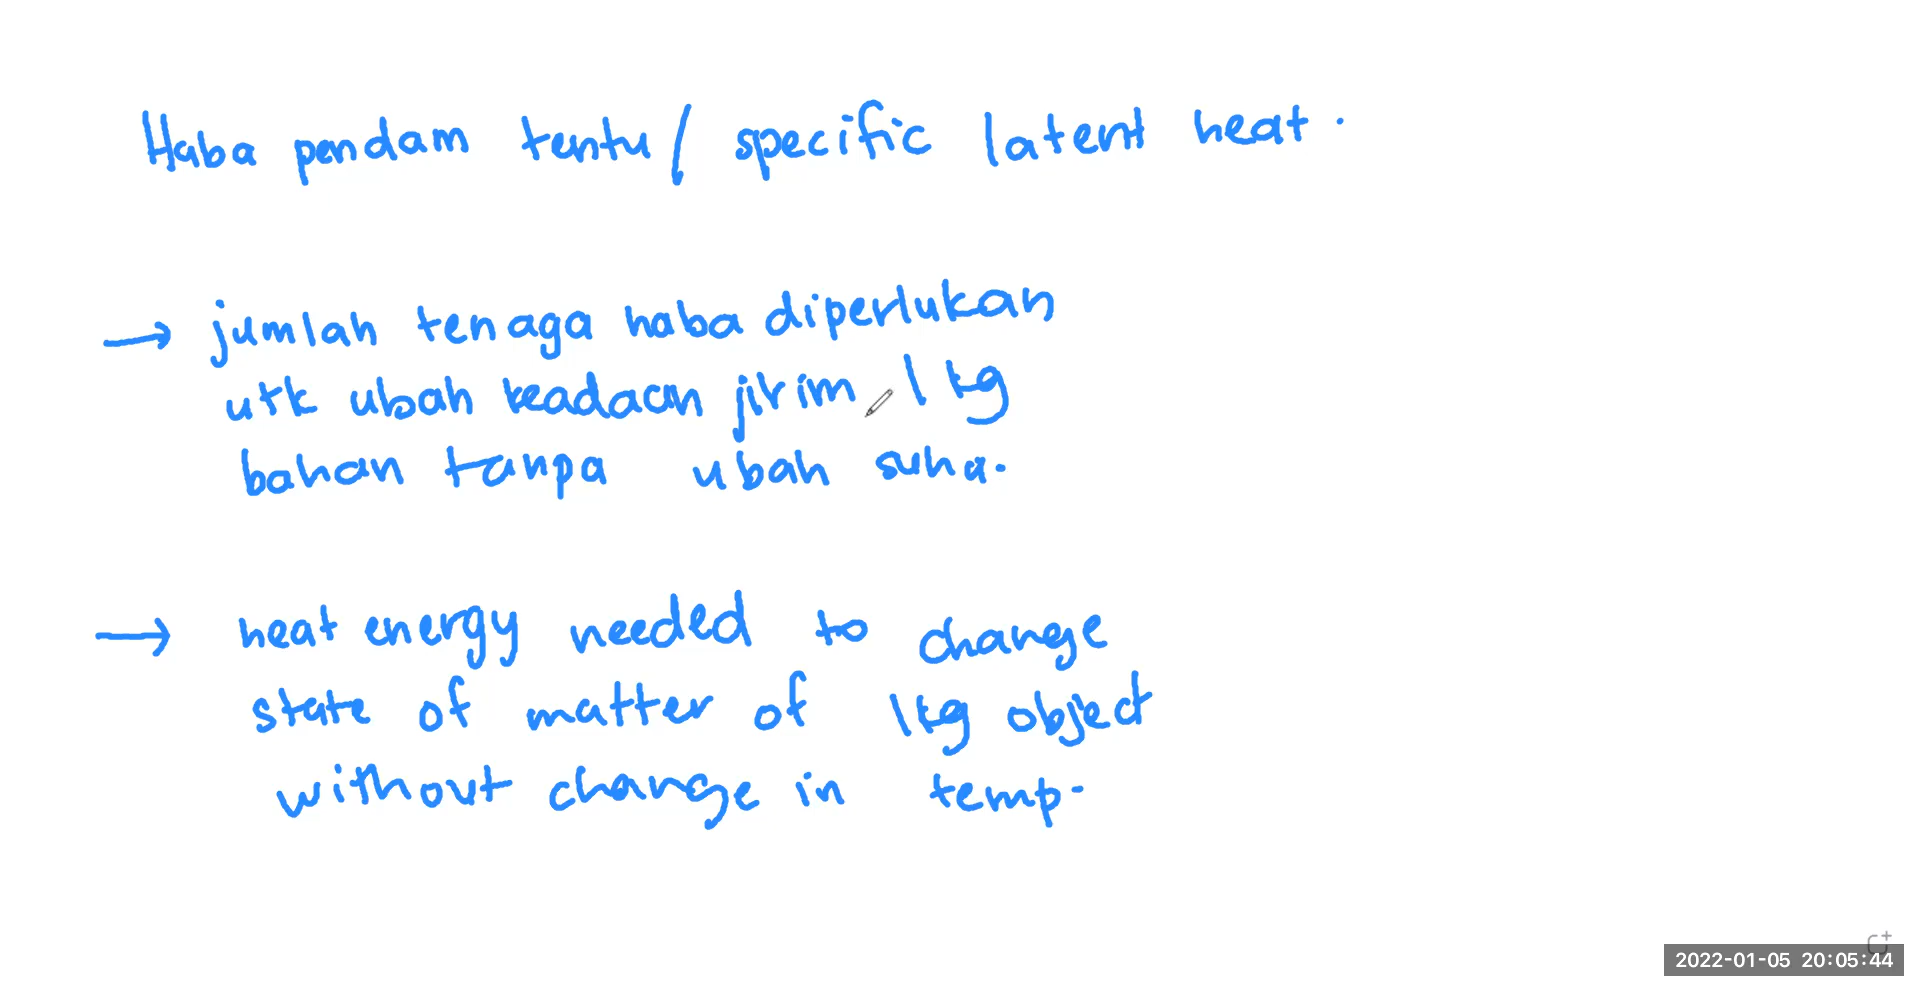 Haba pendam tentu / specific latent heat.
→ jumlah tenaga haba diperlukan
utk ubah keadaan jirim 1 kg
bahan tanpa ubah suhu.
→ heat energy needed to change
state of matter of 1kg object
without change in temp.
2022-01-05 20:05:44